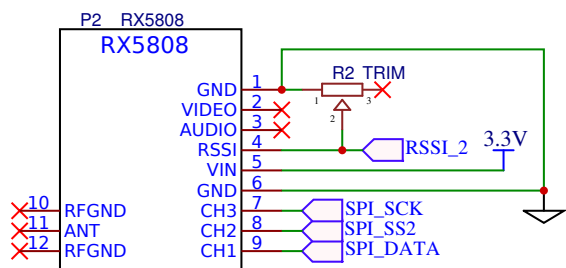 P2 RX5808
RX5808
GND 1
R2 TRIM
1 3
VIDEO 2
2
AUDIO 3
RSSI 4
RSSI_2
3.3V
VIN 5
GND 6
10 RFGND
CH3 7
SPI_SCK
11 ANT
CH2 8
SPI_SS2
12 RFGND
CH1 9
SPI_DATA